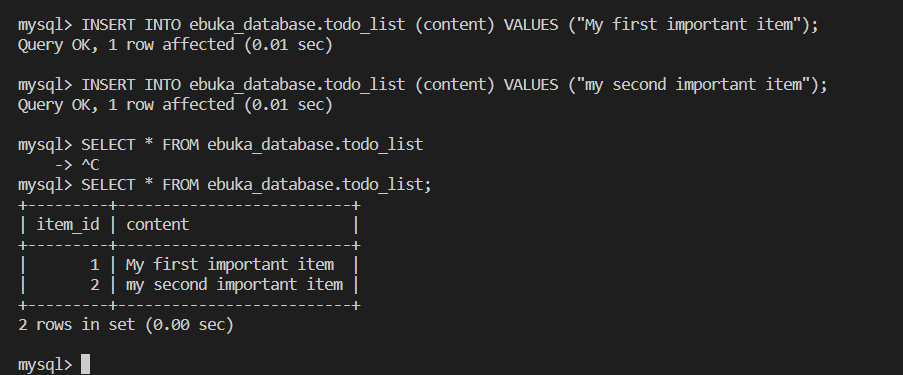 mysql> INSERT INTO ebuka_database.todo_list (content) VALUES ("My first important item");
Query OK, 1 row affected (0.01 sec)

mysql> INSERT INTO ebuka_database.todo_list (content) VALUES ("my second important item");
Query OK, 1 row affected (0.01 sec)

mysql> SELECT * FROM ebuka_database.todo_list
    -> ^C
mysql> SELECT * FROM ebuka_database.todo_list;
+---------+--------------------------+
| item_id | content                  |
+---------+--------------------------+
|       1 | My first important item  |
|       2 | my second important item |
+---------+--------------------------+
2 rows in set (0.00 sec)

mysql>